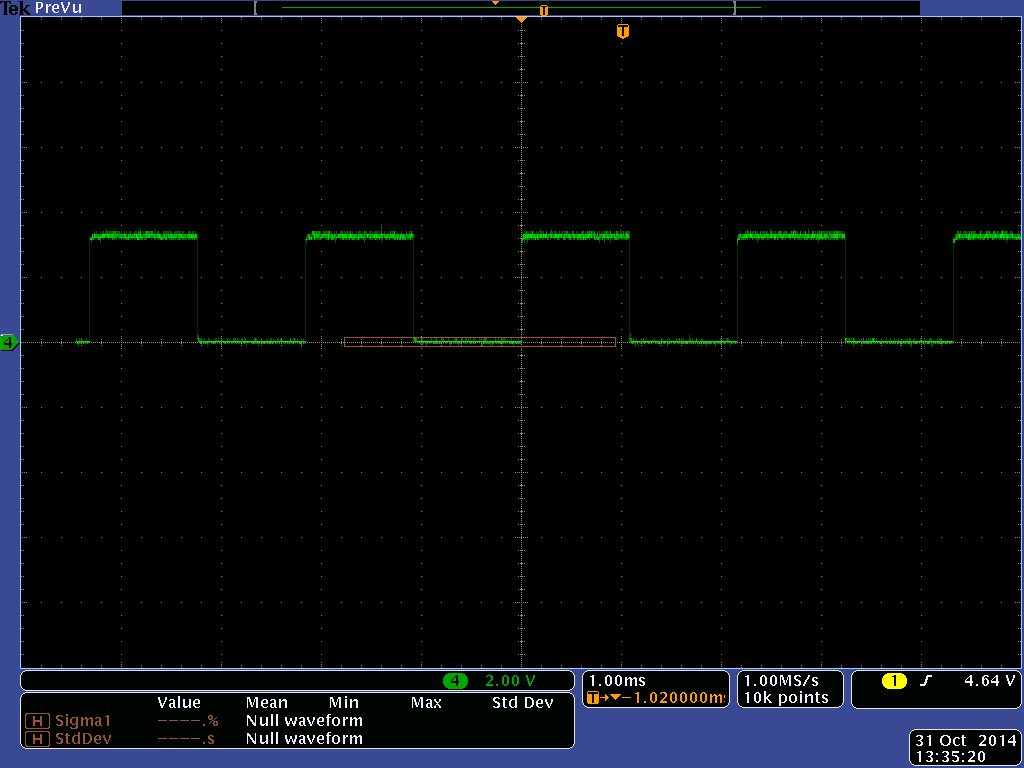 Tek PreVu
T
T
4
4 2.00 V
1.00ms
T→▼−1.020000m
1.00MS/s
10k points
1 4.64 V
Value Mean Min Max Std Dev
H Sigma1 ----.% Null waveform
H StdDev ----.s Null waveform
31 Oct 2014
13:35:20